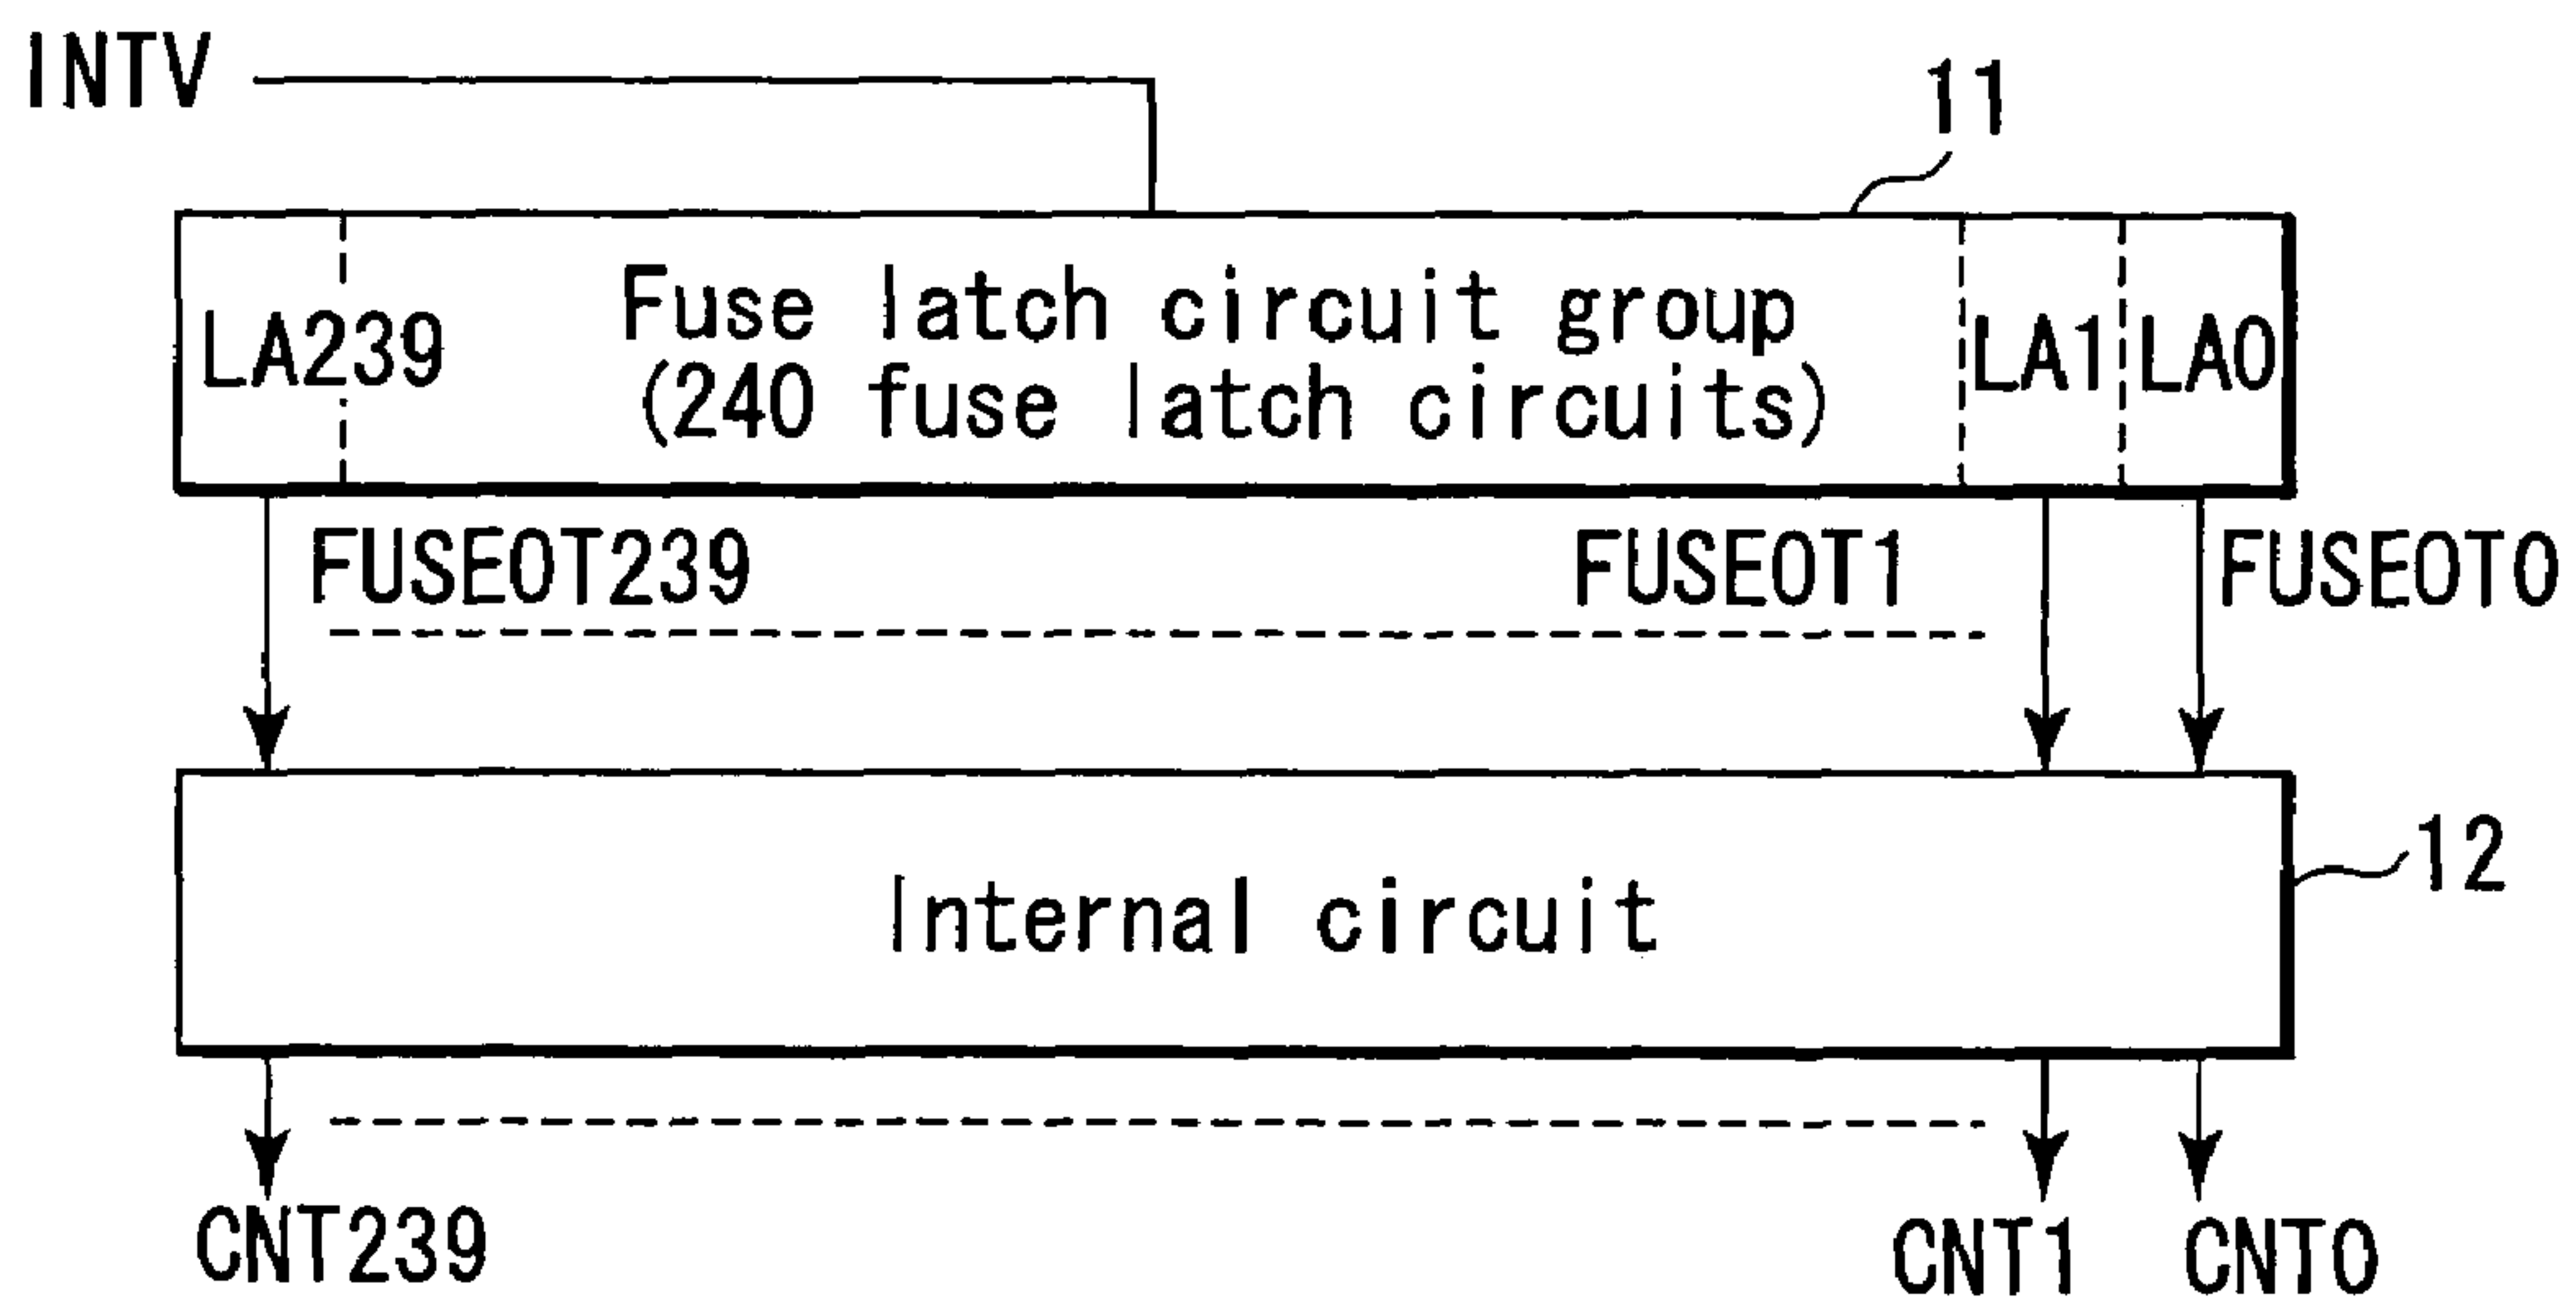 INTV
11
LA239
Fuse latch circuit group
(240 fuse latch circuits)
LA1
LA0
FUSEOT239
FUSEOT1
FUSEOT0
Internal circuit
12
CNT239
CNT1
CNT0